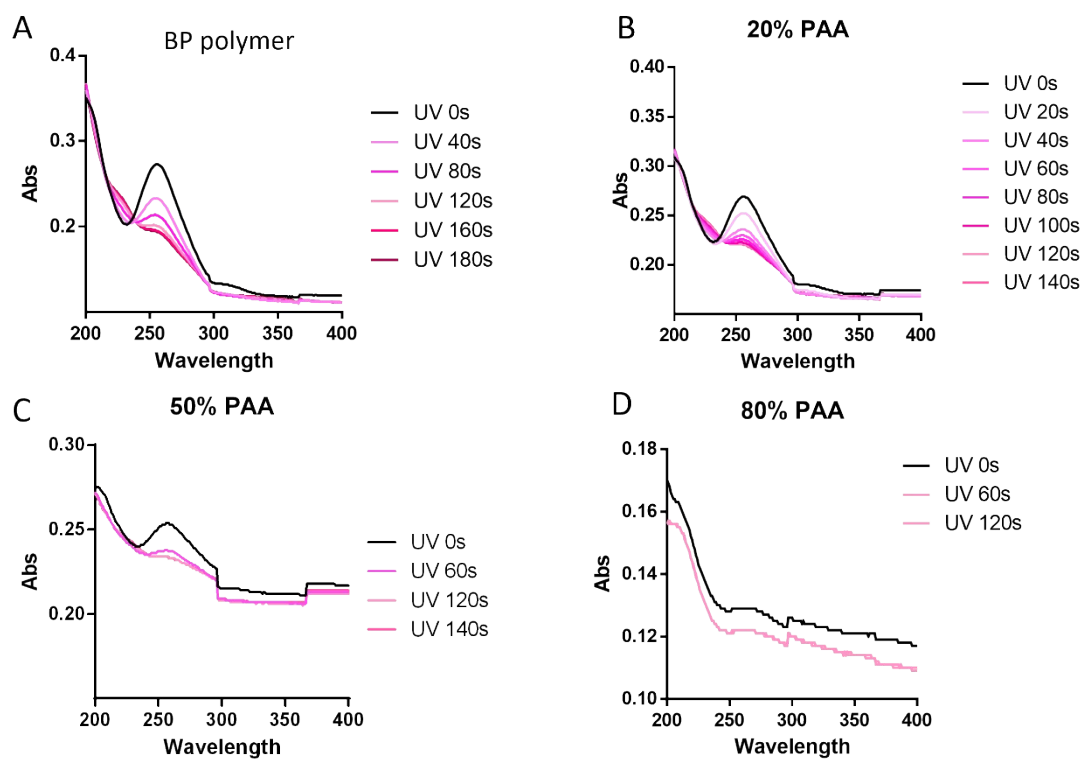 A
BP polymer
0.4
0.3
0.2
Abs
200
250
300
350
400
Wavelength
UV 0s
UV 40s
UV 80s
UV 120s
UV 160s
UV 180s
B
20% PAA
0.40
0.35
0.30
0.25
0.20
Abs
200
250
300
350
400
Wavelength
UV 0s
UV 20s
UV 40s
UV 60s
UV 80s
UV 100s
UV 120s
UV 140s
C
50% PAA
0.30
0.25
0.20
Abs
200
250
300
350
400
Wavelength
UV 0s
UV 60s
UV 120s
UV 140s
D
80% PAA
0.18
0.16
0.14
0.12
0.10
Abs
200
250
300
350
400
Wavelength
UV 0s
UV 60s
UV 120s